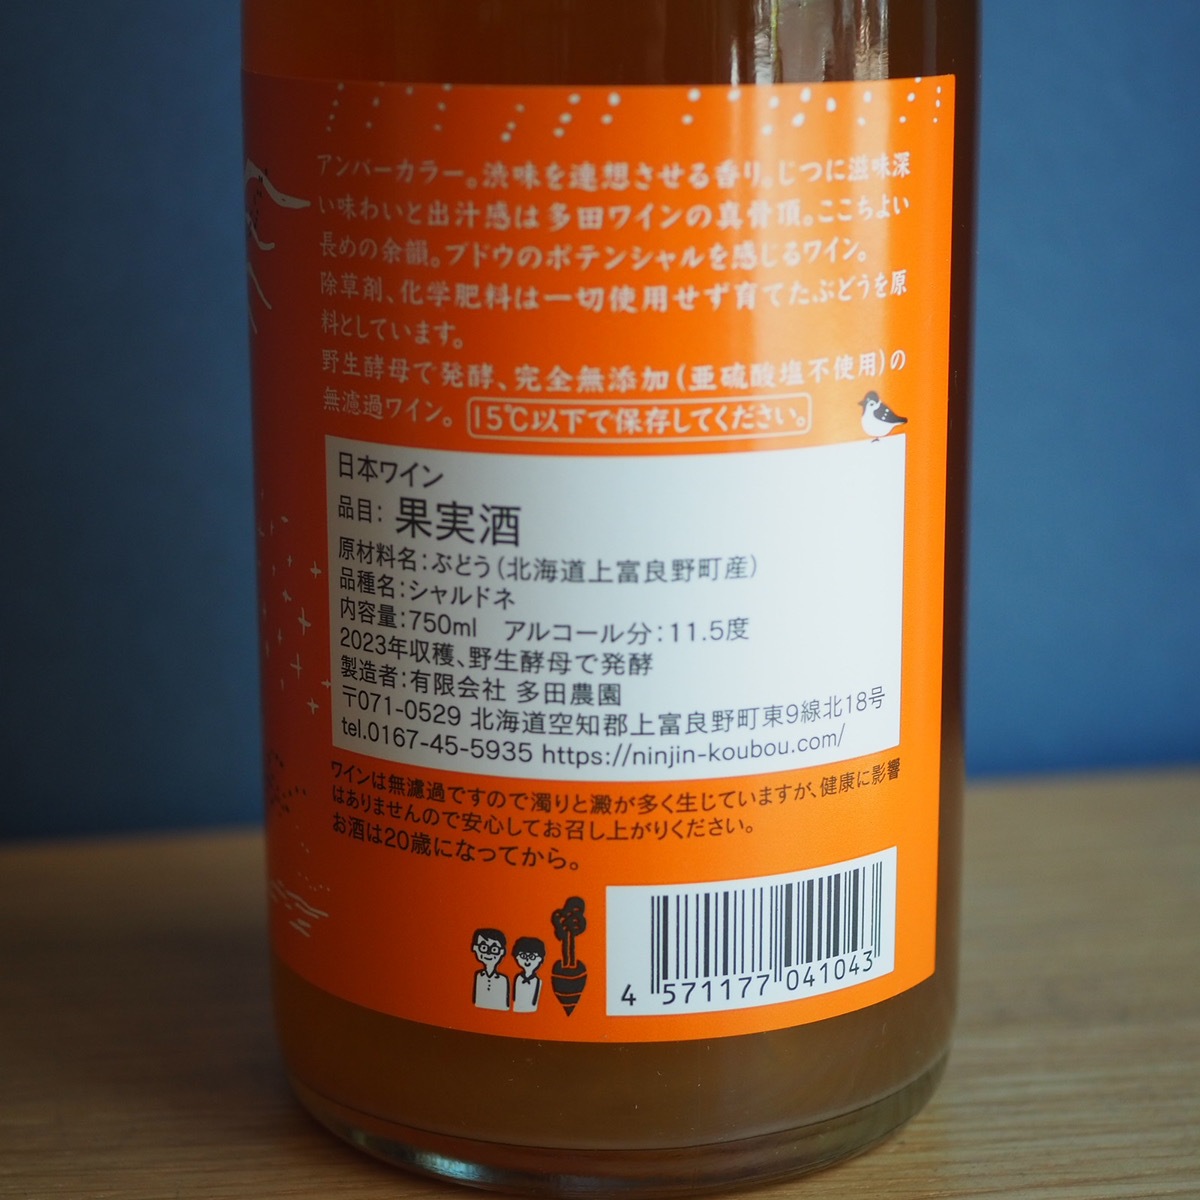 アンバーカラー。渋味を連想させる香り。じつに滋味深
い味わいと出汁感は多田ワインの真骨頂。ここちよい
長めの余韻。ブドウのポテンシャルを感じるワイン。
除草剤、化学肥料は一切使用せず育てたぶどうを原
料としています。
野生酵母で発酵、完全無添加(亜硫酸塩不使用)の
無濾過ワイン。 15℃以下で保存してください。
日本ワイン
品目: 果実酒
原材料名:ぶどう(北海道上富良野町産)
品種名:シャルドネ
内容量:750ml アルコール分:11.5度
2023年収穫、野生酵母で発酵
製造者:有限会社 多田農園
〒071-0529 北海道空知郡上富良野町東9線北18号
tel.0167-45-5935 https://ninjin-koubou.com/
ワインは無濾過ですので濁りと澱が多く生じていますが、健康に影響
はありませんので安心してお召し上がりください。
お酒は20歳になってから。
4 571177 041043